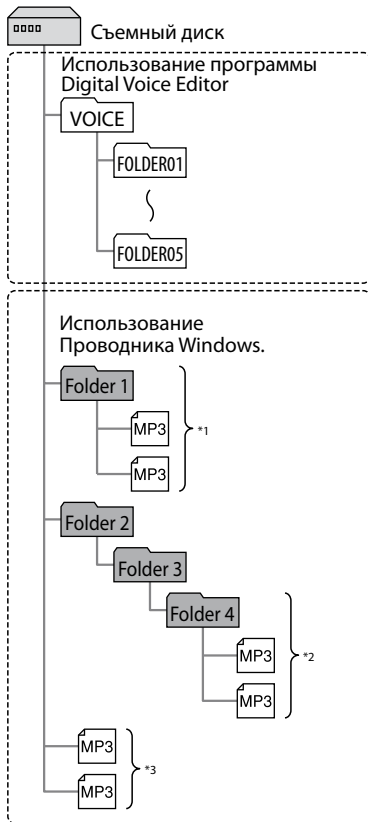 Съемный диск
Использование программы
Digital Voice Editor
VOICE
FOLDER01
FOLDER05
Использование
Проводника Windows.
Folder 1
MP3
*1
MP3
Folder 2
Folder 3
Folder 4
MP3
*2
MP3
MP3
*3
MP3